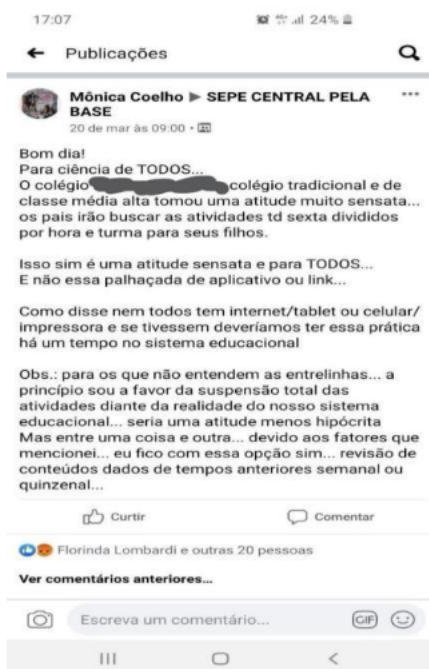 17:07
24%
Publicações
Mônica Coelho ▶ SEPE CENTRAL PELA
BASE
20 de mar às 09:00 •
Bom dia!
Para ciência de TODOS...
O colégio colégio tradicional e de
classe média alta tomou uma atitude muito sensata...
os pais irão buscar as atividades td sexta divididos
por hora e turma para seus filhos.
Isso sim é uma atitude sensata e para TODOS...
E não essa palhaçada de aplicativo ou link...
Como disse nem todos tem internet/tablet ou celular/
impressora e se tivessem deveríamos ter essa prática
há um tempo no sistema educacional
Obs.: para os que não entendem as entrelinhas... a
princípio sou a favor da suspensão total das
atividades diante da realidade do nosso sistema
educacional... seria uma atitude menos hipócrita
Mas entre uma coisa e outra... devido aos fatores que
mencionei... eu fico com essa opção sim... revisão de
conteúdos dados de tempos anteriores semanal ou
quinzenal...
Curtir
Comentar
Florinda Lombardi e outras 20 pessoas
Ver comentários anteriores...
Escreva um comentário...
GIF